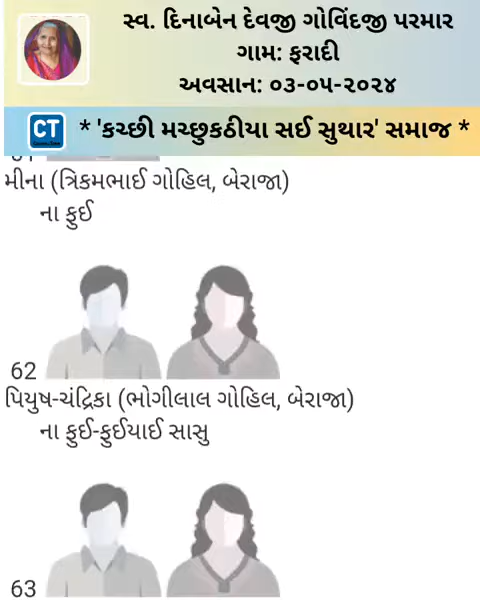 સ્વ. દિનાબેન દેવજી ગોવિંદજી પરમાર
ગામ: ફરાદી
અવસાન: ૦૩-૦૫-૨૦૨૪
CT
* 'કચ્છી મચ્છુકઠીયા સઈ સુથાર' સમાજ *
મીના (ત્રિકમભાઈ ગોહિલ, બેરાજા)
ના ફુઈ
62
પિયુષ-ચંદ્રિકા (ભોગીલાલ ગોહિલ, બેરાજા)
ના ફુઈ-ફુઈયાઈ સાસુ
63